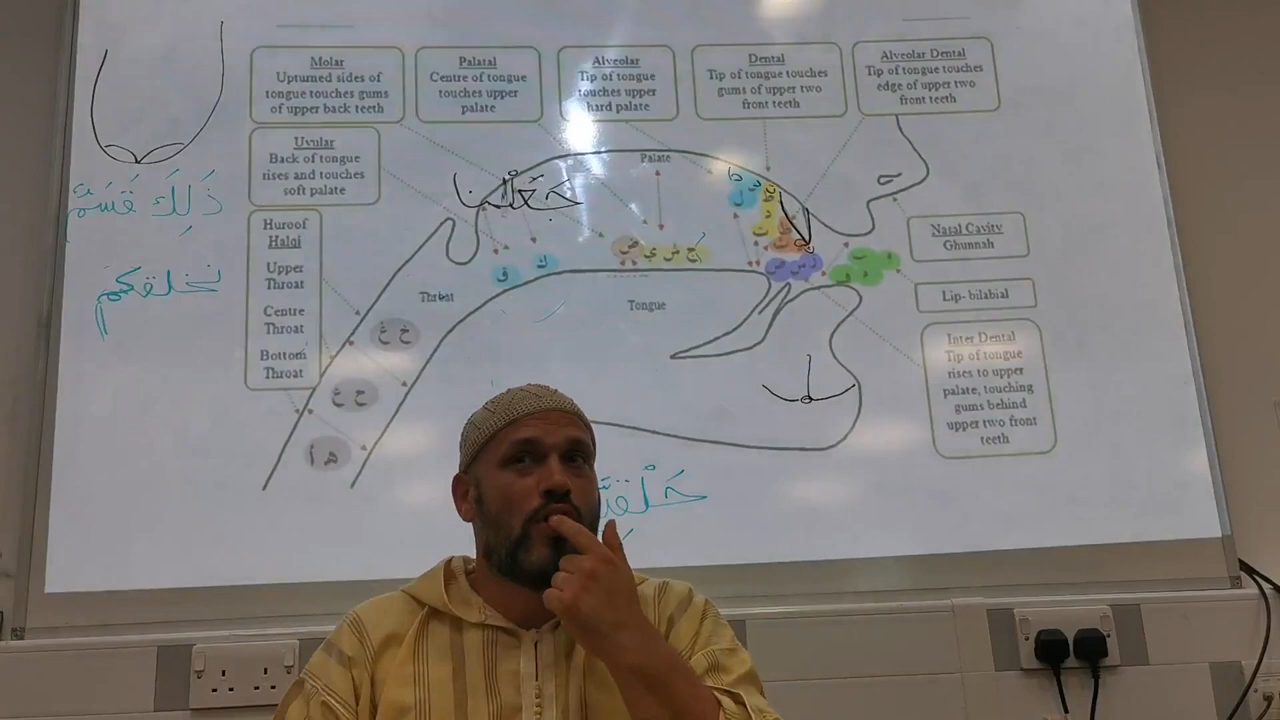 Molar
Upturned sides of
tongue touches gums
of upper back teeth
Palatal
Centre of tongue
touches upper
palate
Alveolar
Tip of tongue
touches upper
hard palate
Dental
Tip of tongue touches
gums of upper two
front teeth
Alveolar Dental
Tip of tongue touches
edge of upper two
front teeth
Uvular
Back of tongue
rises and touches
soft palate
Palate
جَعَلْنا
ذَلِكَ قَسَمٌ
نخلقكم
Huroof
Halqi
Upper
Throat
Centre
Throat
Bottom
Throat
Throat
Tongue
ق
ك
ض
ج ش ي
ل
ط
خ غ
ح ع
ه أ
Nasal Cavity
Ghunnah
Lip- bilabial
Inter Dental
Tip of tongue
rises to upper
palate, touching
gums behind
upper two front
teeth